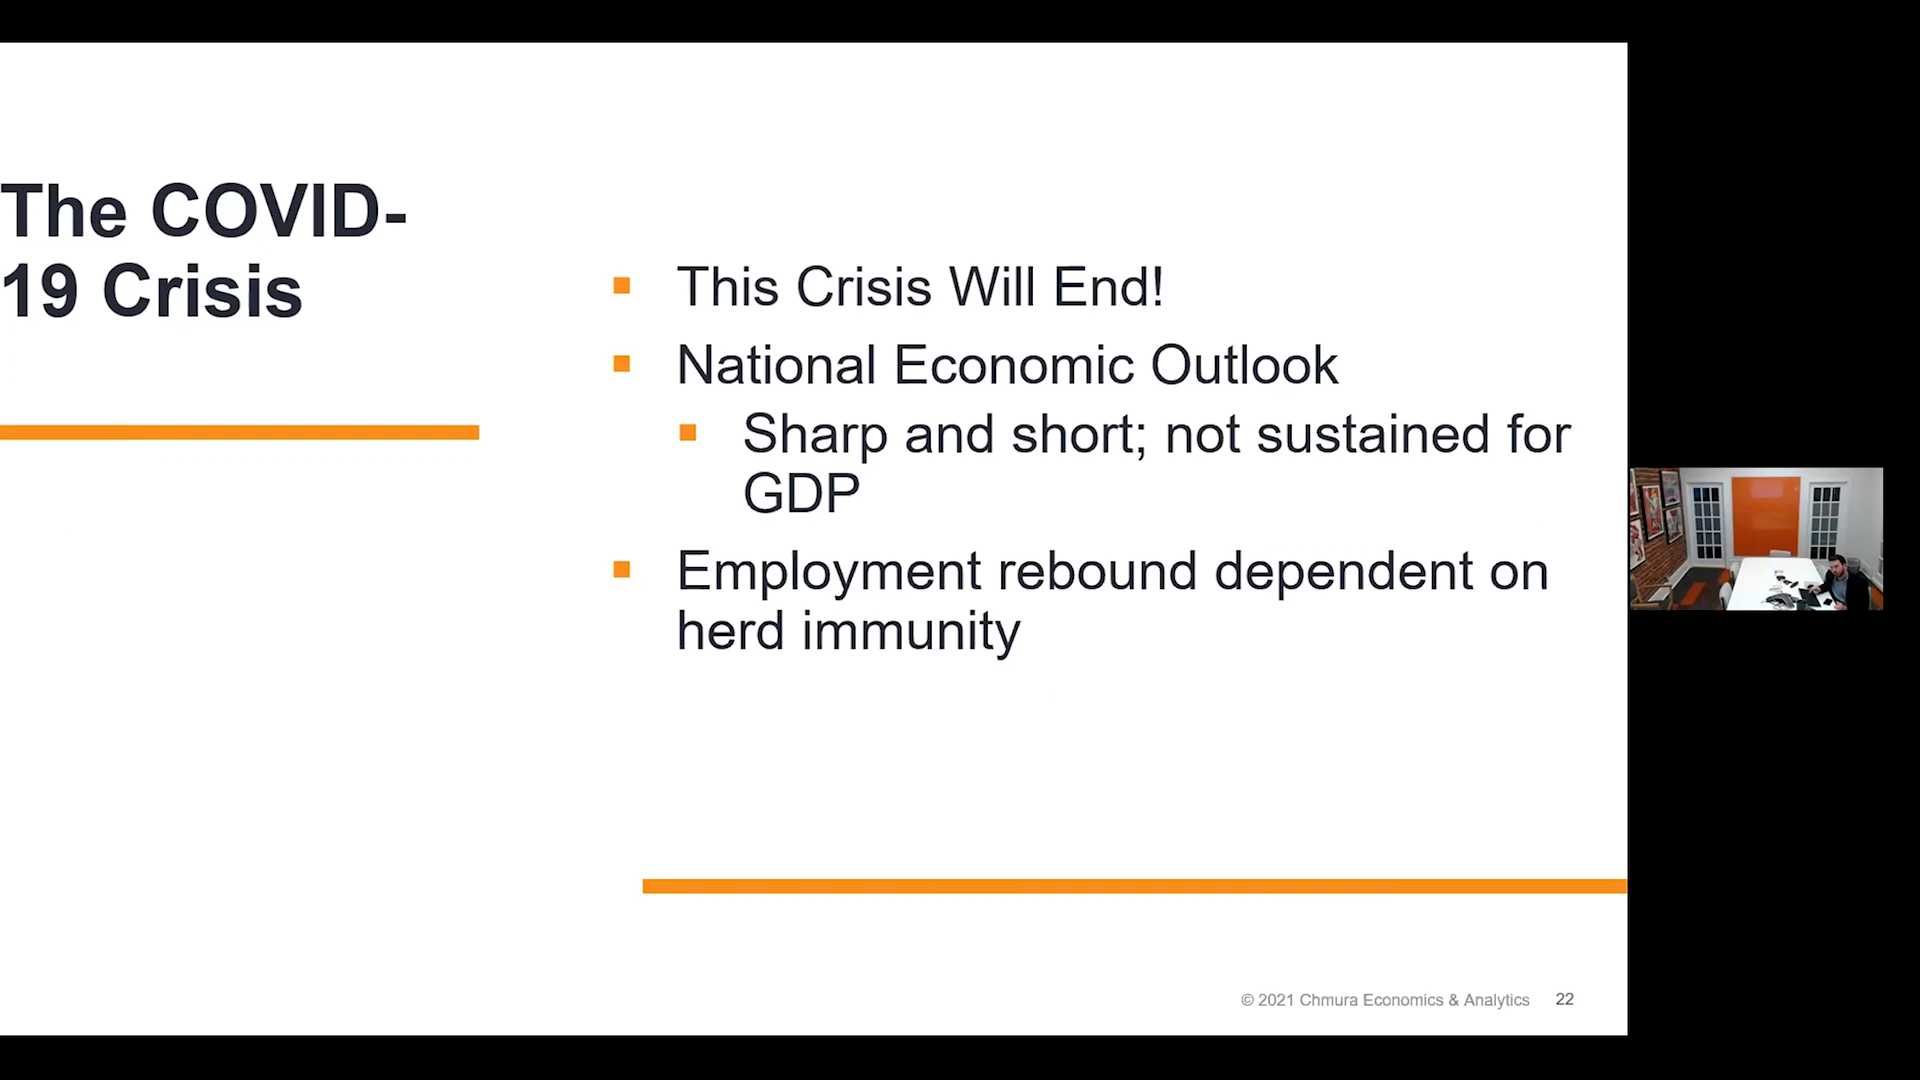 The COVID-
19 Crisis
This Crisis Will End!
National Economic Outlook
Sharp and short; not sustained for
GDP
Employment rebound dependent on
herd immunity
© 2021 Chmura Economics & Analytics 22